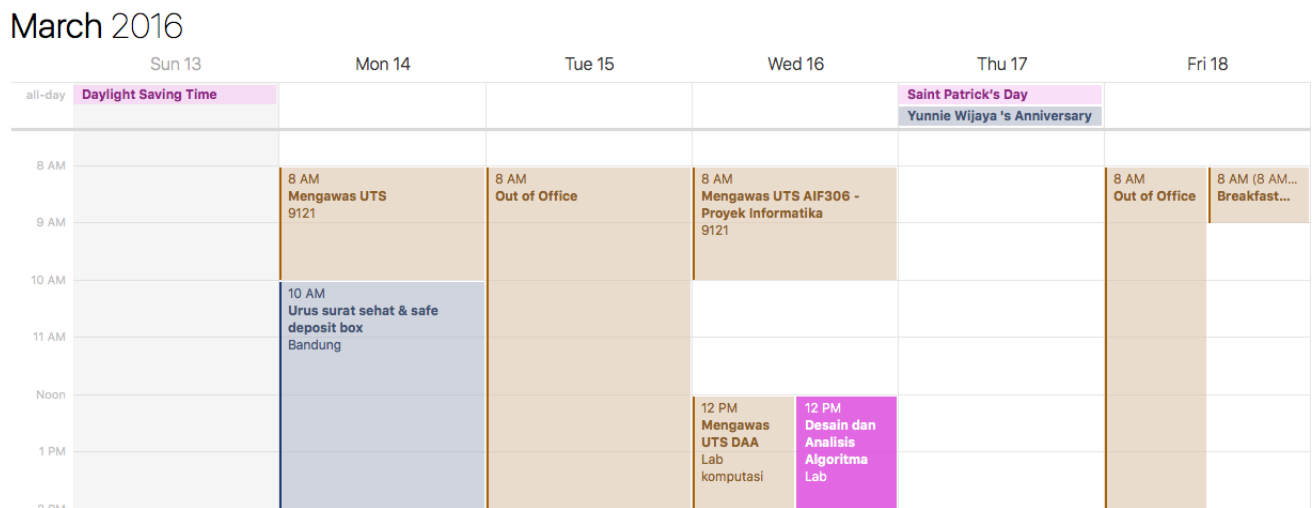 March 2016
Sun 13 Mon 14 Tue 15 Wed 16 Thu 17 Fri 18
all-day Daylight Saving Time Saint Patrick's Day
Yunnie Wijaya 's Anniversary
8 AM
9 AM
10 AM
11 AM
Noon
1 PM
2 PM
8 AM
Mengawas UTS
9121
10 AM
Urus surat sehat & safe
deposit box
Bandung
8 AM
Out of Office
8 AM
Mengawas UTS AIF306 -
Proyek Informatika
9121
12 PM
Mengawas
UTS DAA
Lab
komputasi
12 PM
Desain dan
Analisis
Algoritma
Lab
8 AM
Out of Office
8 AM (8 AM...
Breakfast...